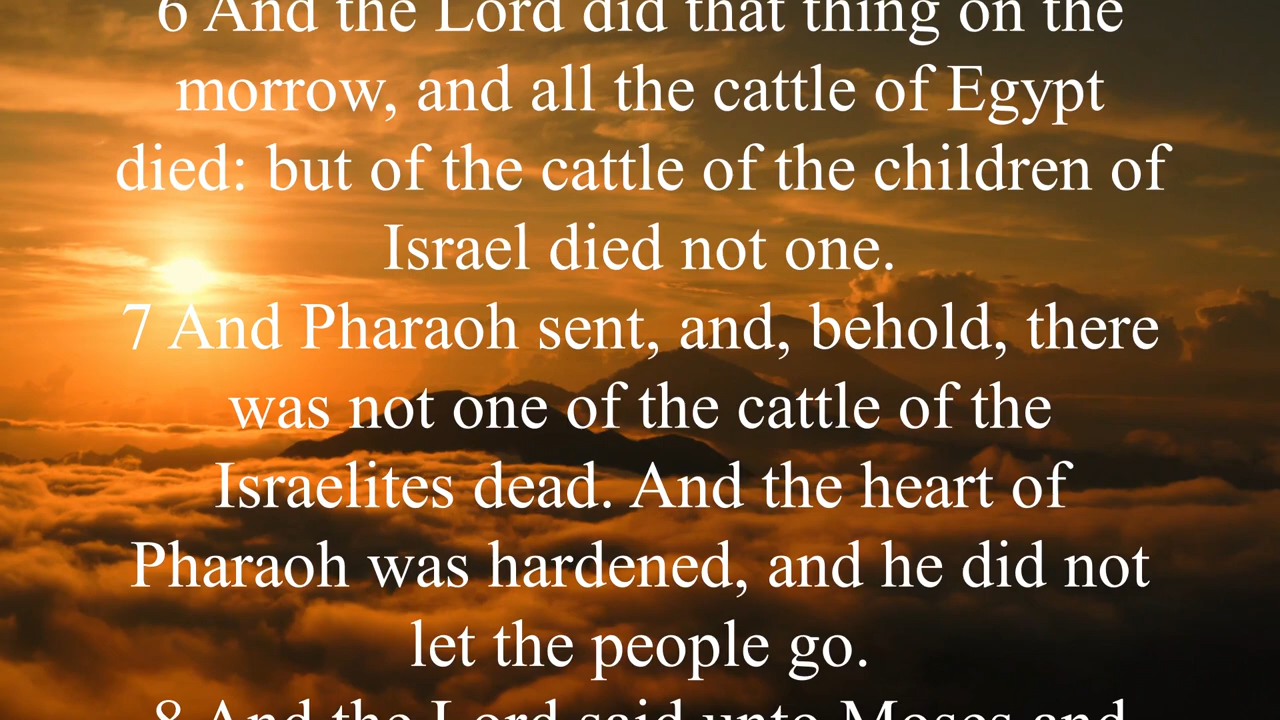 6 And the Lord did that thing on the
morrow, and all the cattle of Egypt
died: but of the cattle of the children of
Israel died not one.
7 And Pharaoh sent, and, behold, there
was not one of the cattle of the
Israelites dead. And the heart of
Pharaoh was hardened, and he did not
let the people go.
8 And the Lord said unto Moses and